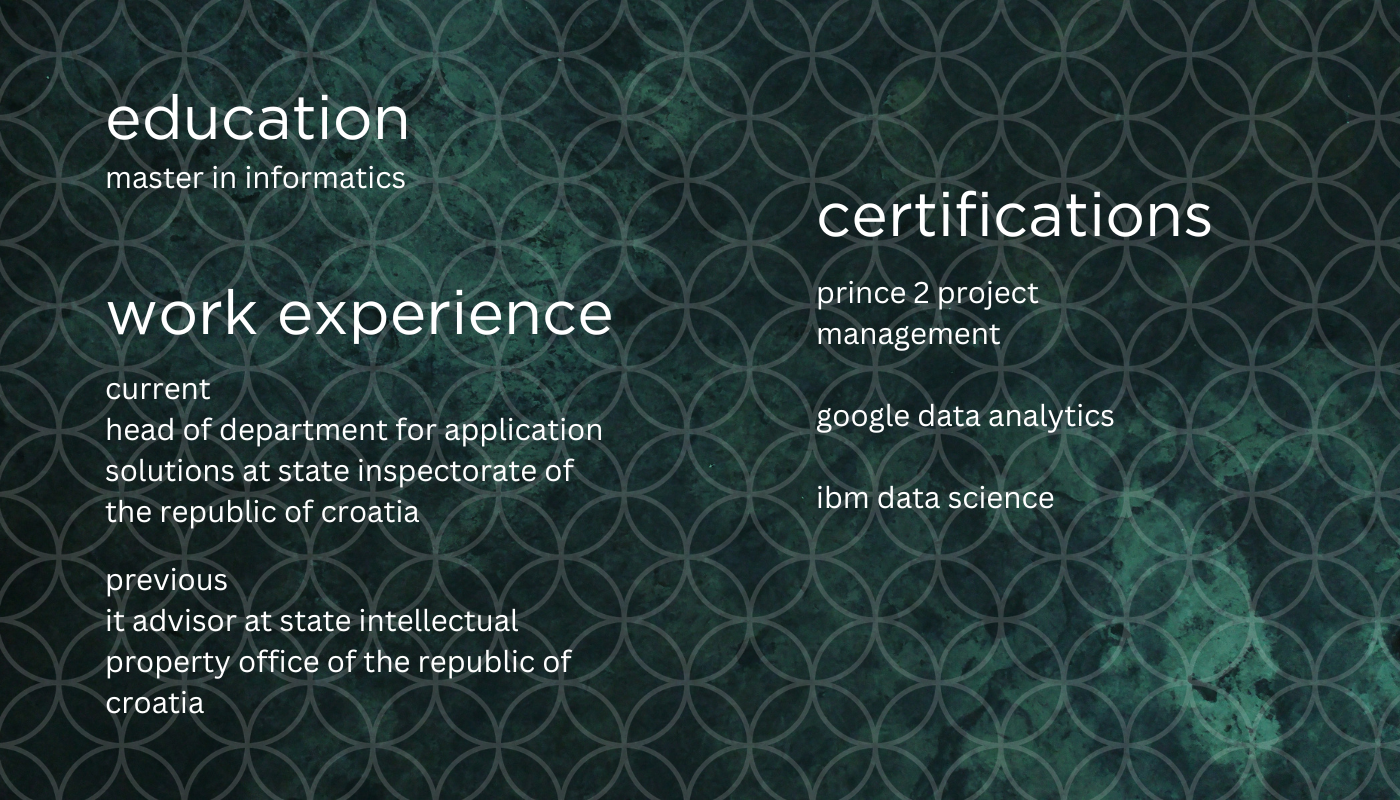 education
master in informatics
work experience
current
head of department for application
solutions at state inspectorate of
the republic of croatia
previous
it advisor at state intellectual
property office of the republic of
croatia
certifications
prince 2 project
management
google data analytics
ibm data science